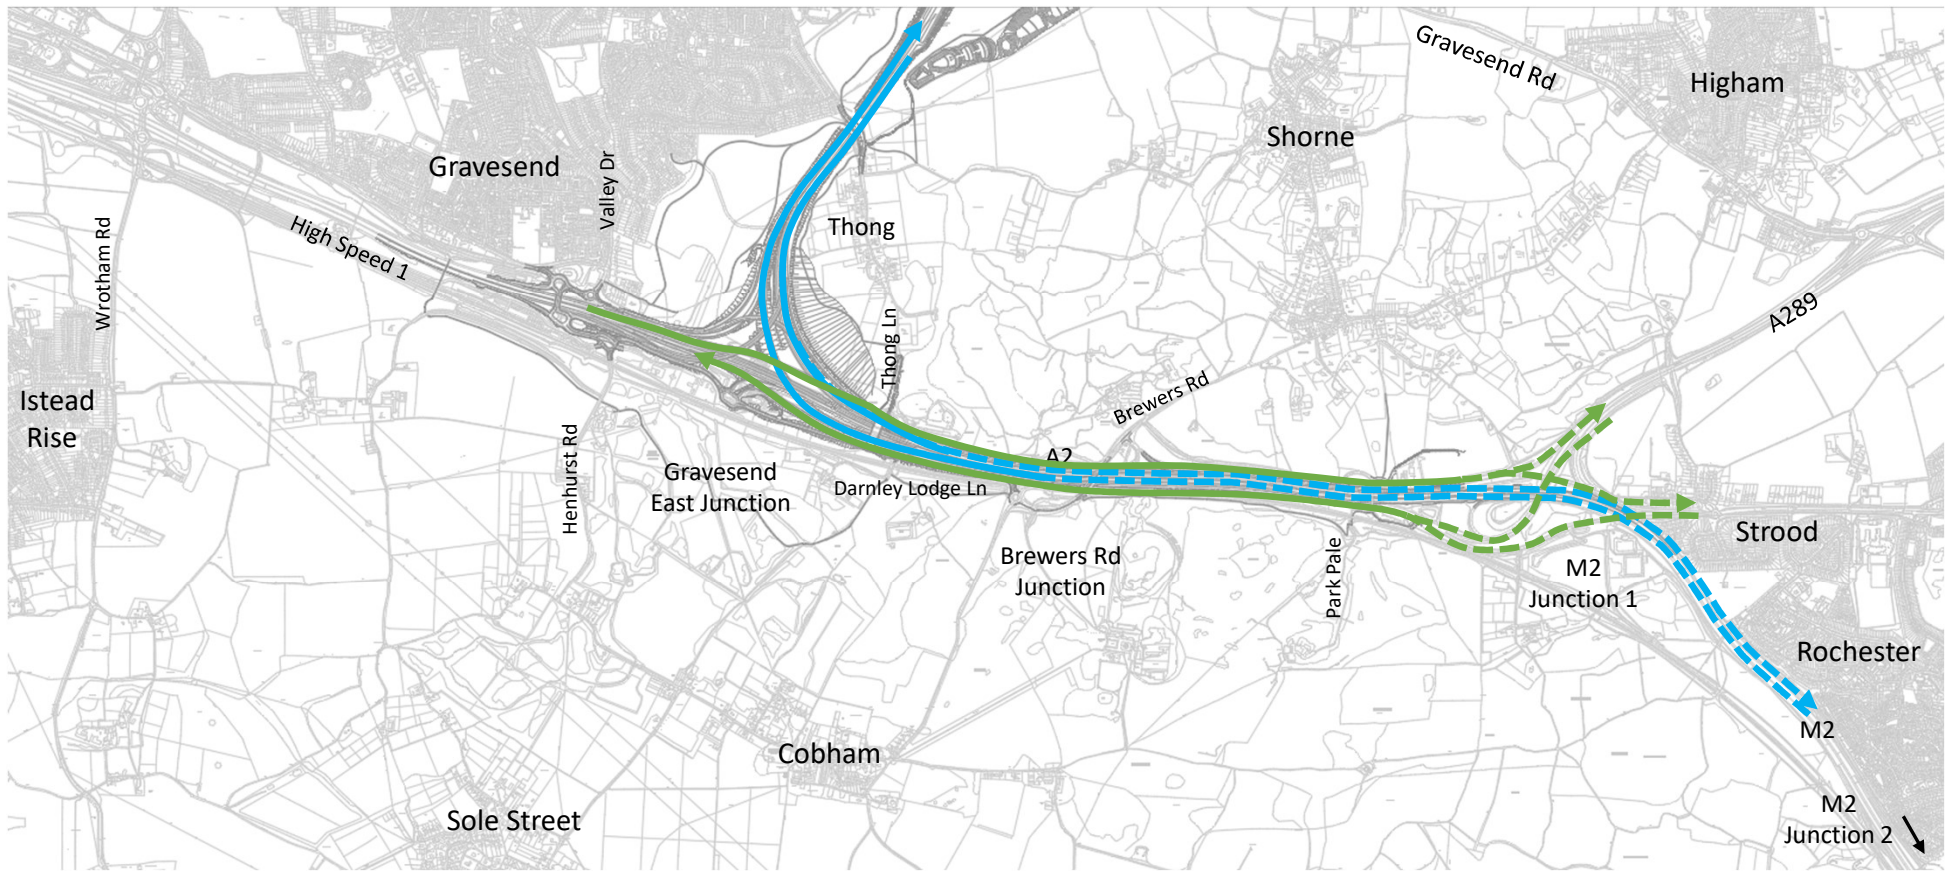 Gravesend Rd
Higham
Shorne
Gravesend
Valley Dr
Thong
High Speed 1
Wrotham Rd
A289
Thong Ln
Istead
Rise
Brewers Rd
Henhurst Rd
A2
Gravesend
East Junction
Darnley Lodge Ln
Strood
Brewers Rd
Junction
Park Pale
M2
Junction 1
Rochester
M2
Cobham
Sole Street
M2
Junction 2